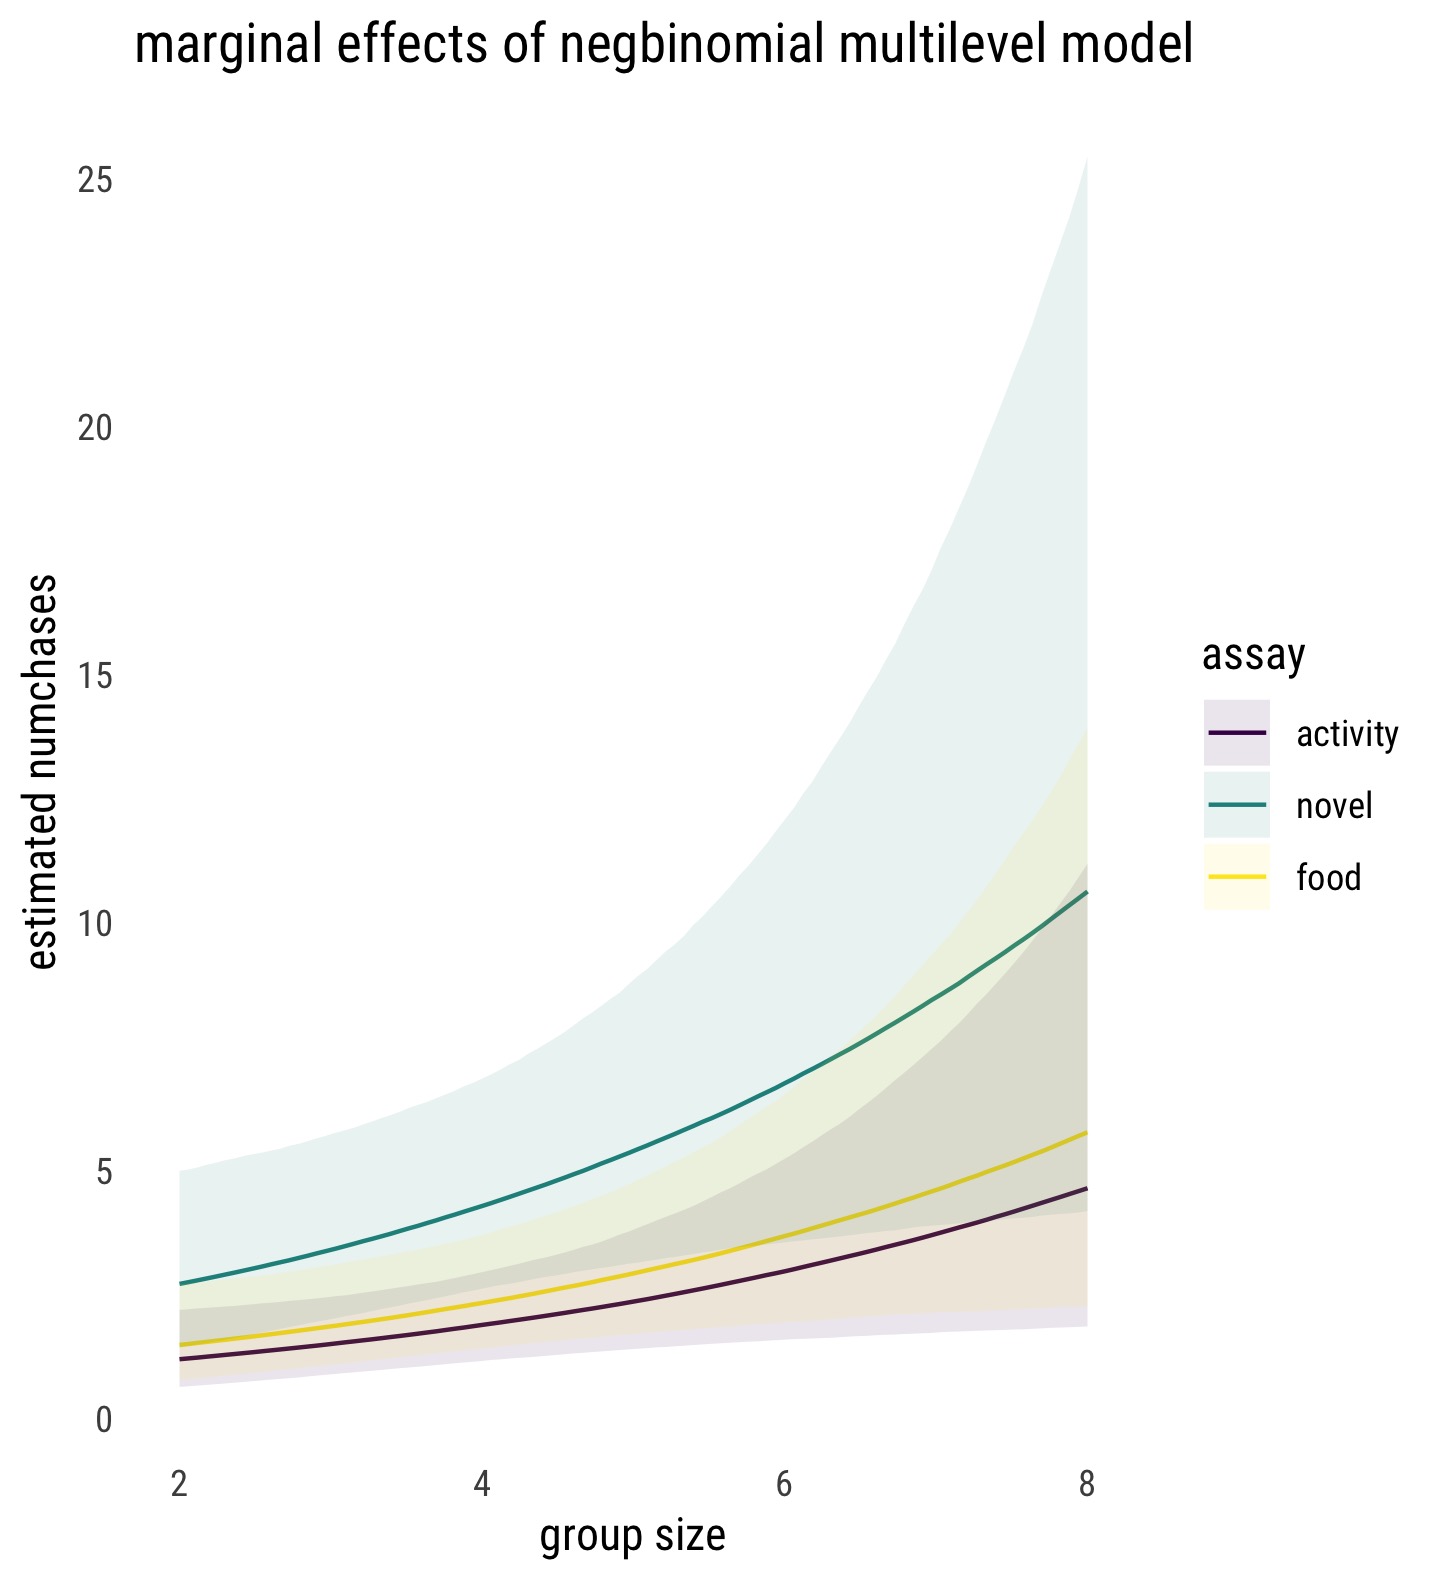 marginal effects of negbinomial multilevel model
25
20
15
10
5
0
estimated numchases
2 4 6 8
group size
assay
activity
novel
food